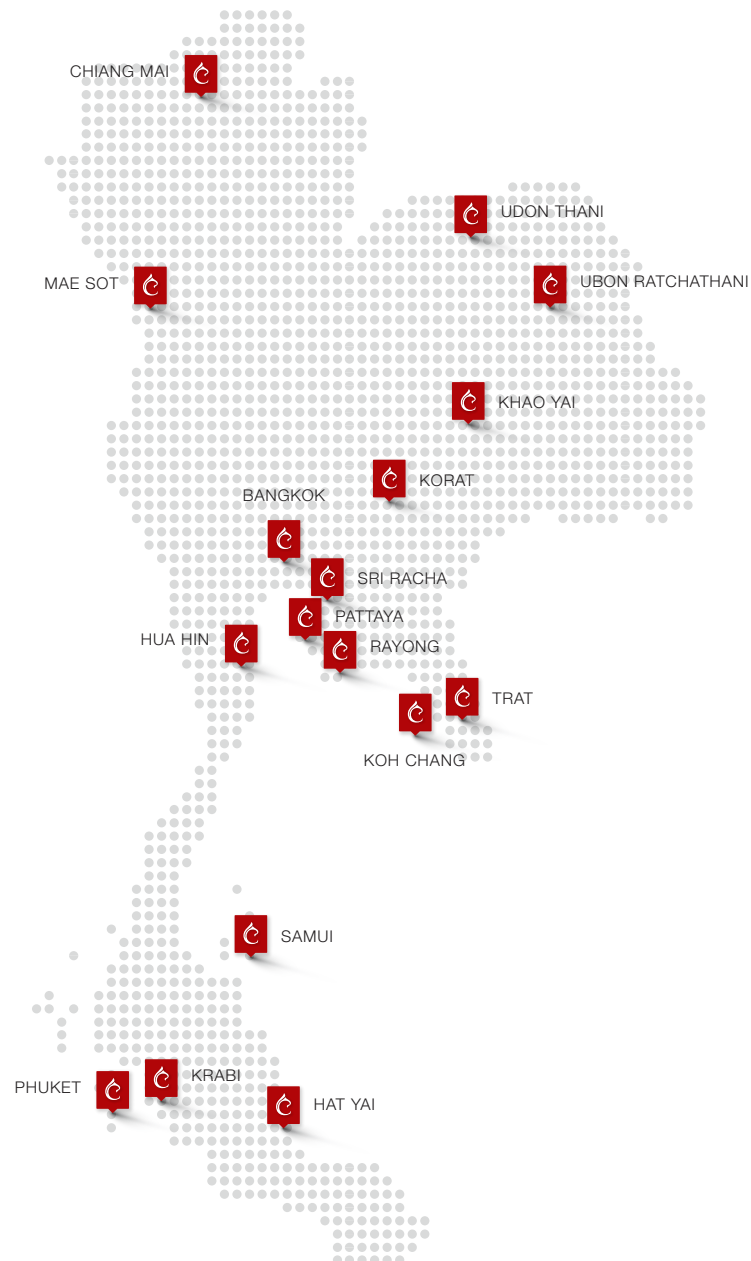 CHIANG MAI
UDON THANI
MAE SOT
UBON RATCHATHANI
KHAO YAI
KORAT
BANGKOK
SRI RACHA
PATTAYA
HUA HIN
RAYONG
TRAT
KOH CHANG
SAMUI
KRABI
PHUKET
HAT YAI